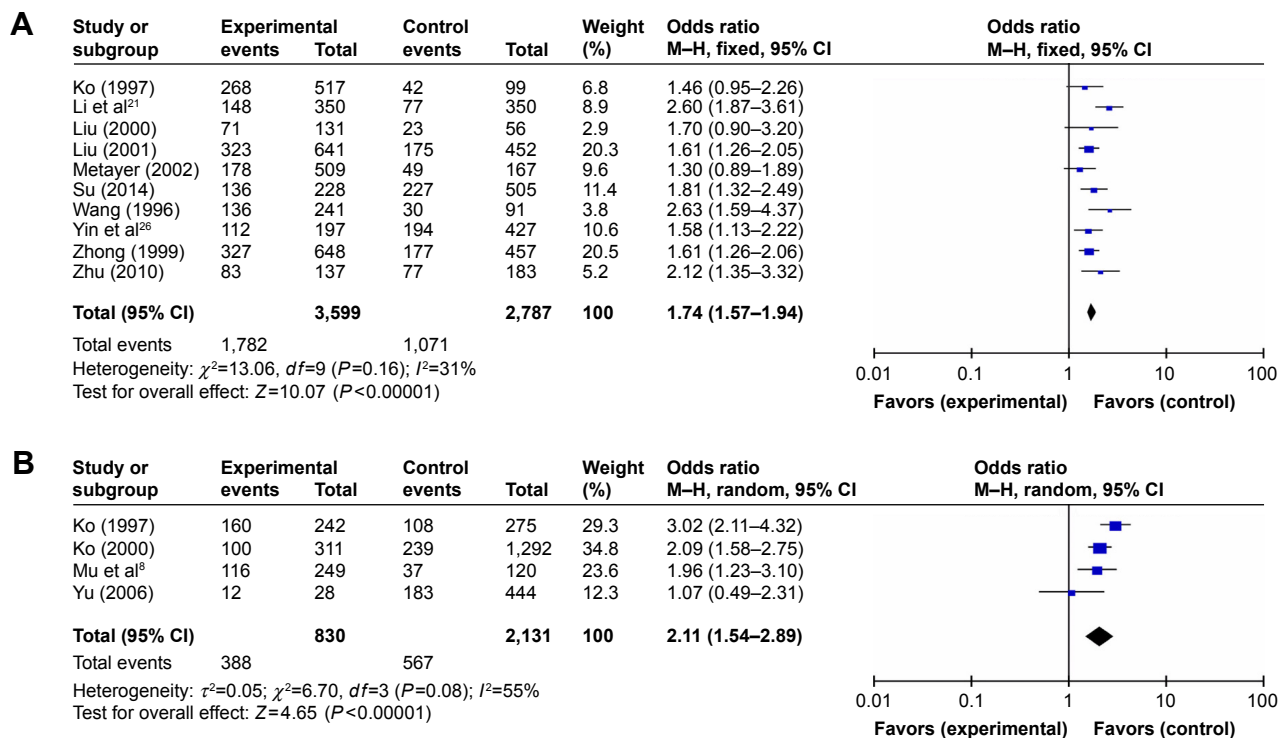 A
Study or subgroup Experimental events Total Control events Total Weight (%) Odds ratio M–H, fixed, 95% CI Odds ratio M–H, fixed, 95% CI
Ko (1997) 268 517 42 99 6.8 1.46 (0.95–2.26)
Li et al²¹ 148 350 77 350 8.9 2.60 (1.87–3.61)
Liu (2000) 71 131 23 56 2.9 1.70 (0.90–3.20)
Liu (2001) 323 641 175 452 20.3 1.61 (1.26–2.05)
Metayer (2002) 178 509 49 167 9.6 1.30 (0.89–1.89)
Su (2014) 136 228 227 505 11.4 1.81 (1.32–2.49)
Wang (1996) 136 241 30 91 3.8 2.63 (1.59–4.37)
Yin et al²⁶ 112 197 194 427 10.6 1.58 (1.13–2.22)
Zhong (1999) 327 648 177 457 20.5 1.61 (1.26–2.06)
Zhu (2010) 83 137 77 183 5.2 2.12 (1.35–3.32)
Total (95% CI) 3,599 2,787 100 1.74 (1.57–1.94)
Total events 1,782 1,071
Heterogeneity: χ²=13.06, df=9 (P=0.16); I²=31%
Test for overall effect: Z=10.07 (P<0.00001)
0.01 0.1 1 10 100
Favors (experimental) Favors (control)
B
Study or subgroup Experimental events Total Control events Total Weight (%) Odds ratio M–H, random, 95% CI Odds ratio M–H, random, 95% CI
Ko (1997) 160 242 108 275 29.3 3.02 (2.11–4.32)
Ko (2000) 100 311 239 1,292 34.8 2.09 (1.58–2.75)
Mu et al⁸ 116 249 37 120 23.6 1.96 (1.23–3.10)
Yu (2006) 12 28 183 444 12.3 1.07 (0.49–2.31)
Total (95% CI) 830 2,131 100 2.11 (1.54–2.89)
Total events 388 567
Heterogeneity: τ²=0.05; χ²=6.70, df=3 (P=0.08); I²=55%
Test for overall effect: Z=4.65 (P<0.00001)
0.01 0.1 1 10 100
Favors (experimental) Favors (control)